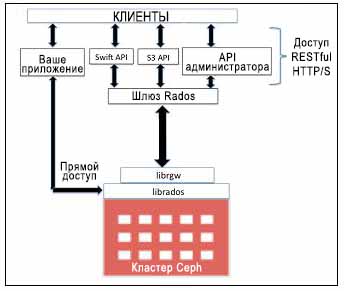 КЛИЕНТЫ
Ваше
приложение
Swift API
S3 API
API
администратора
Доступ
RESTful
HTTP/S
Шлюз Rados
Прямой
доступ
librgw
librados
Кластер Ceph